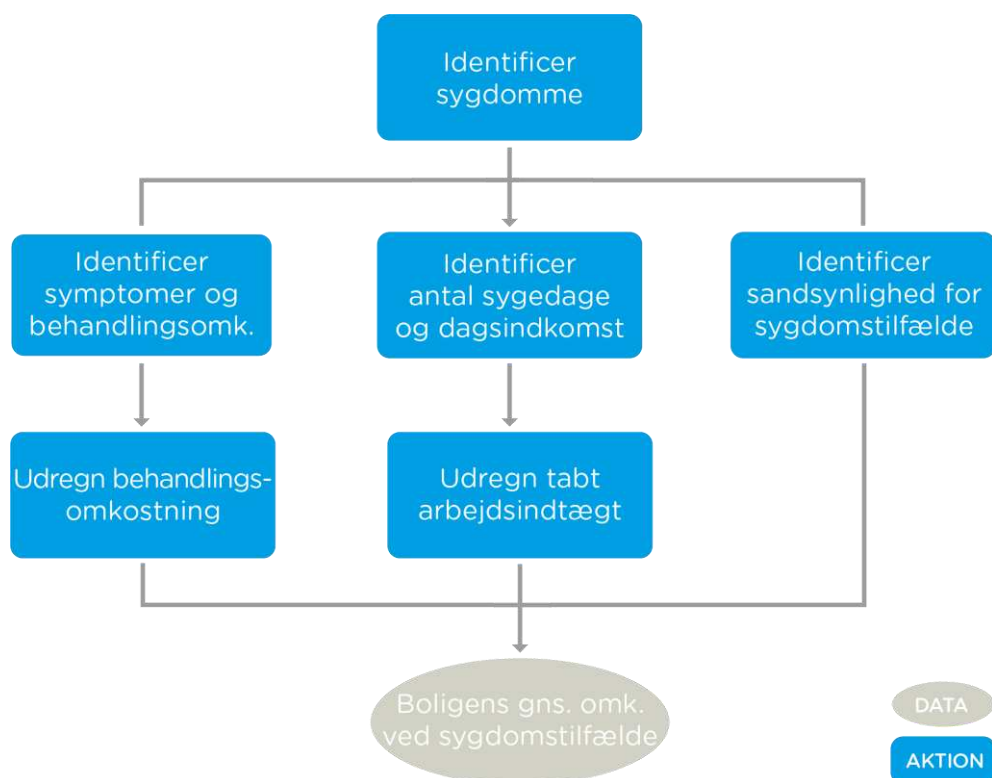 Identificer
sygdomme
Identificer
symptomer og
behandlingsomk.
Identificer
antal sygedage
og dagsindkomst
Identificer
sandsynlighed for
sygdomstilfælde
Udregn behandlings-
omkostning
Udregn tabt
arbejdsindtægt
Boligens gns. omk.
ved sygdomstilfælde
DATA
AKTION